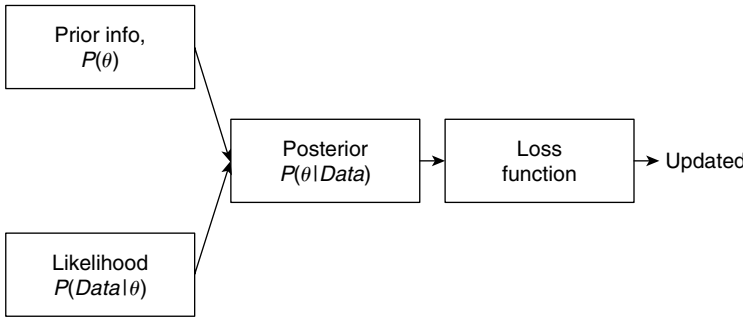 Prior info,
P(θ)
Posterior
P(θ|Data)
Loss
function
Updated
Likelihood
P(Data|θ)